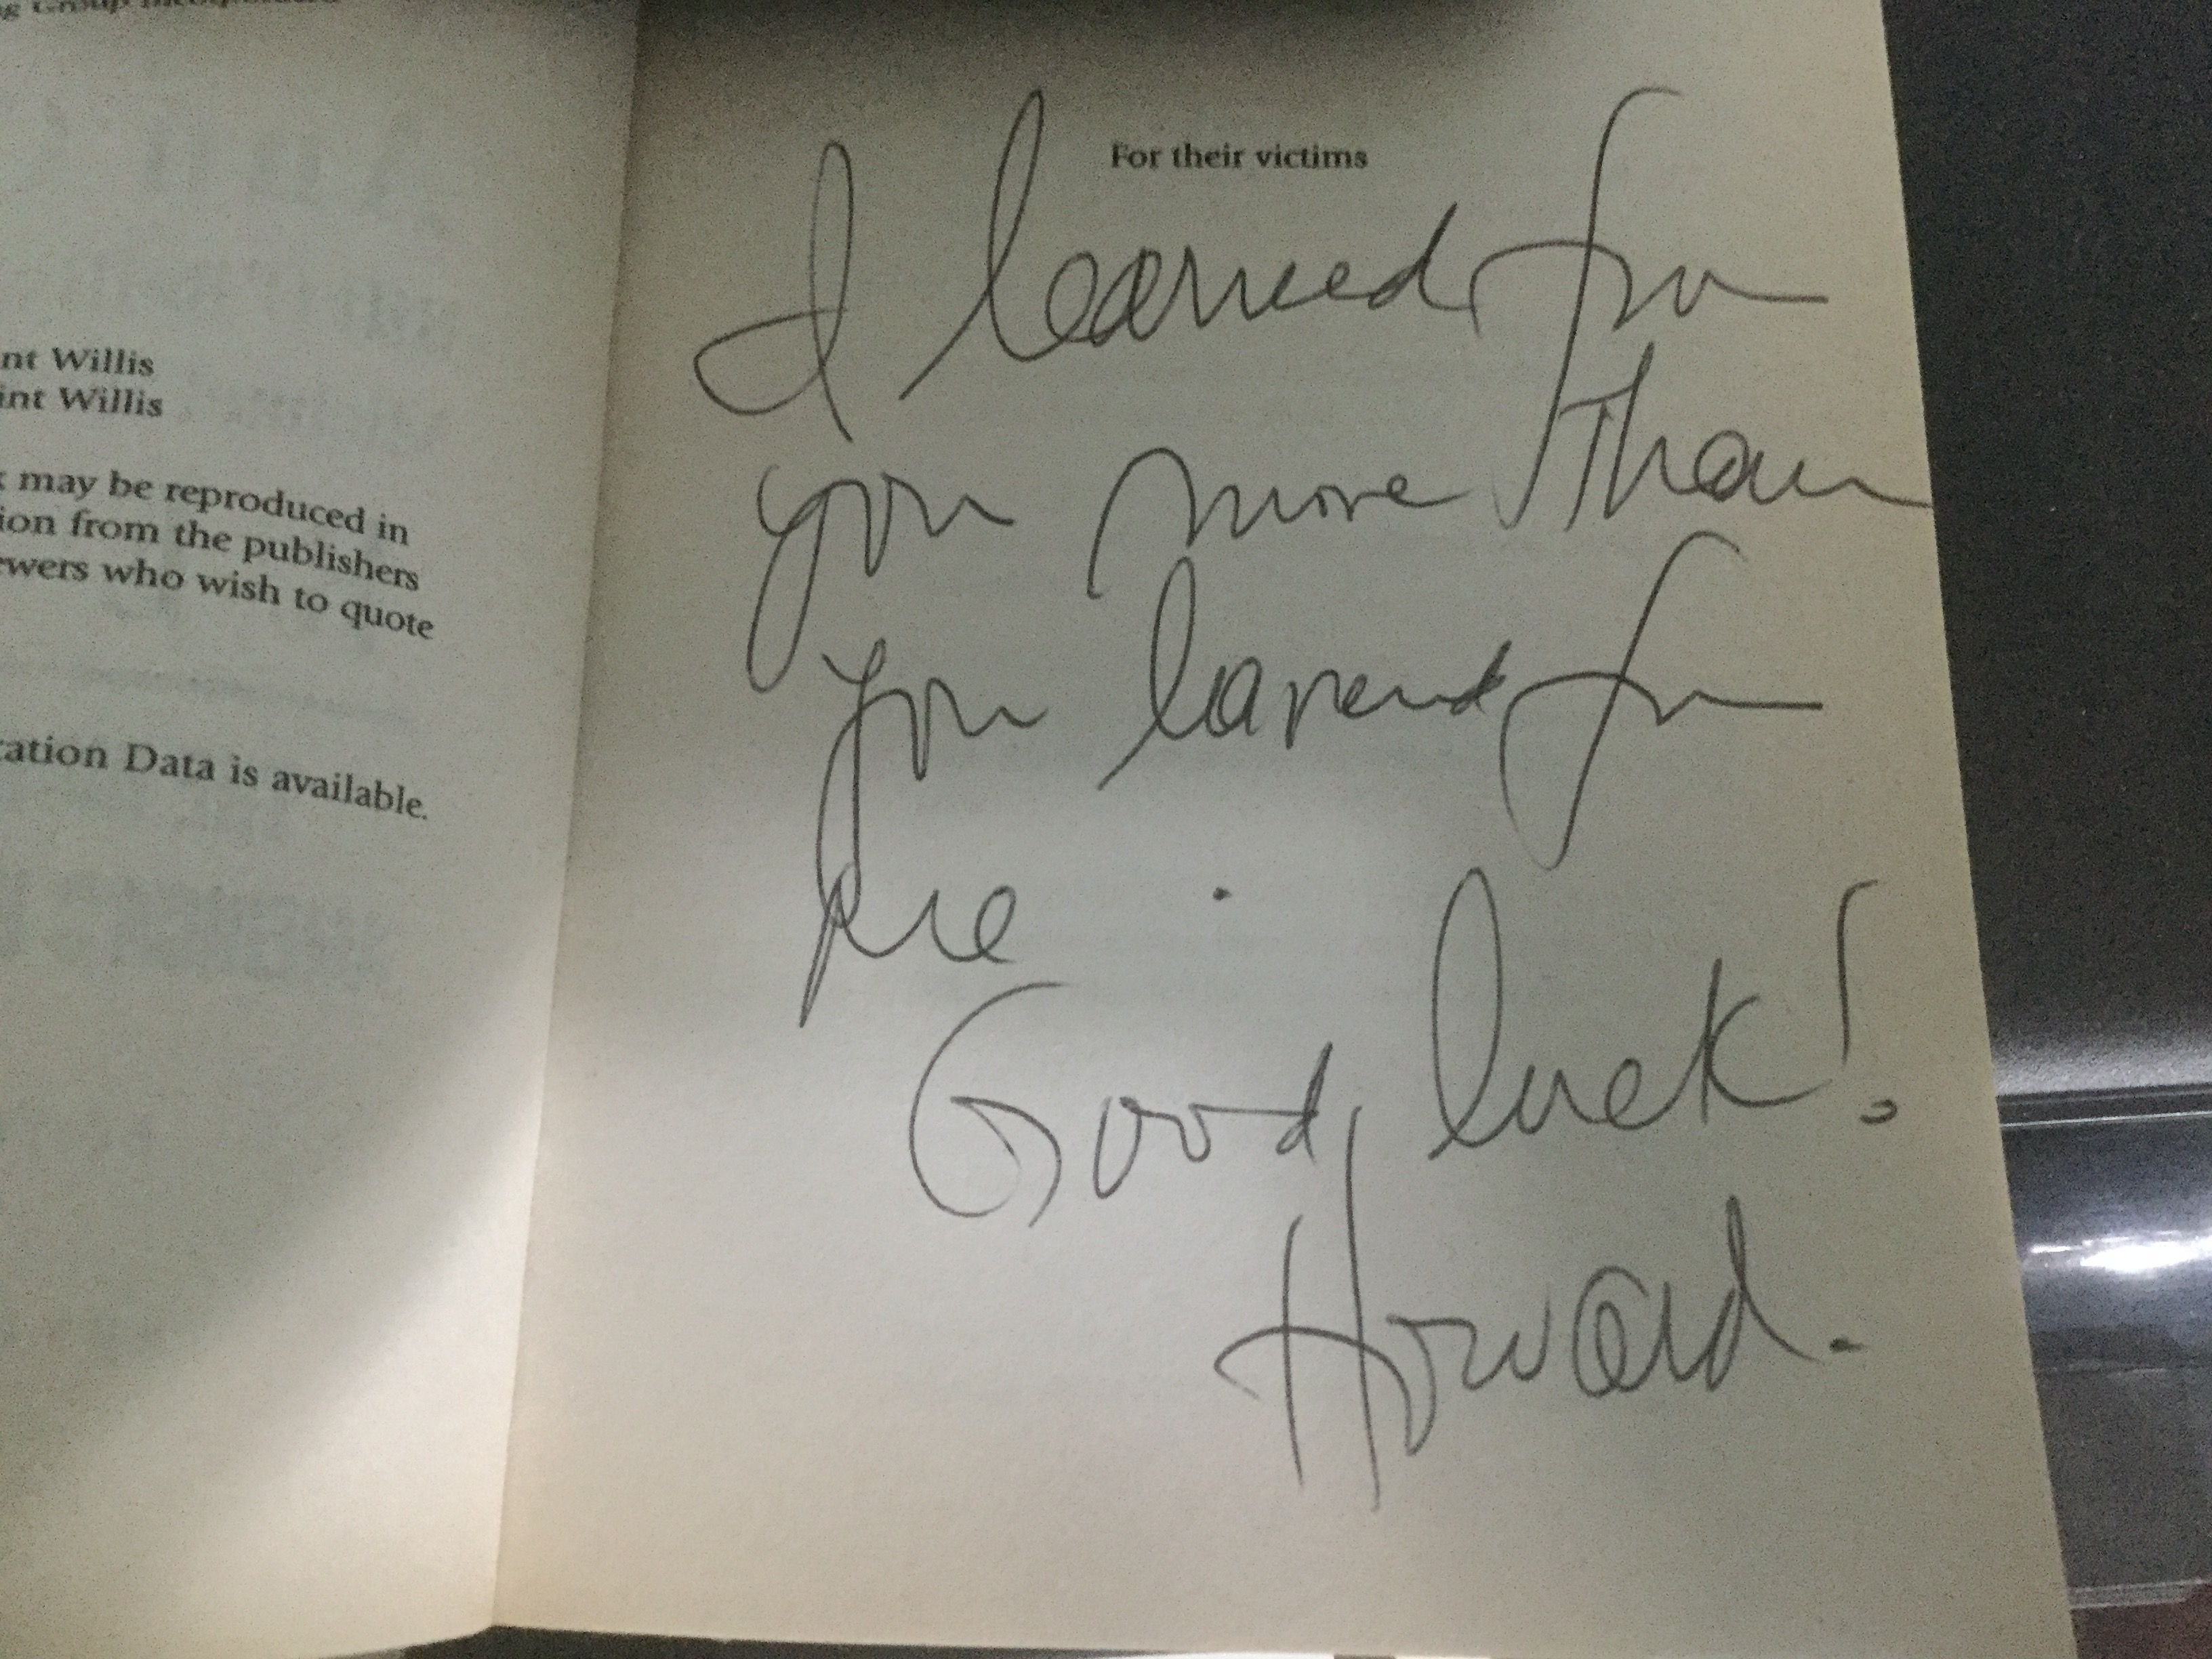 nt Willis
int Willis
may be reproduced in
ion from the publishers
ewers who wish to quote
ation Data is available.
For their victims
I learned from
you more than
you larend from
me.
Good luck!
Howard.